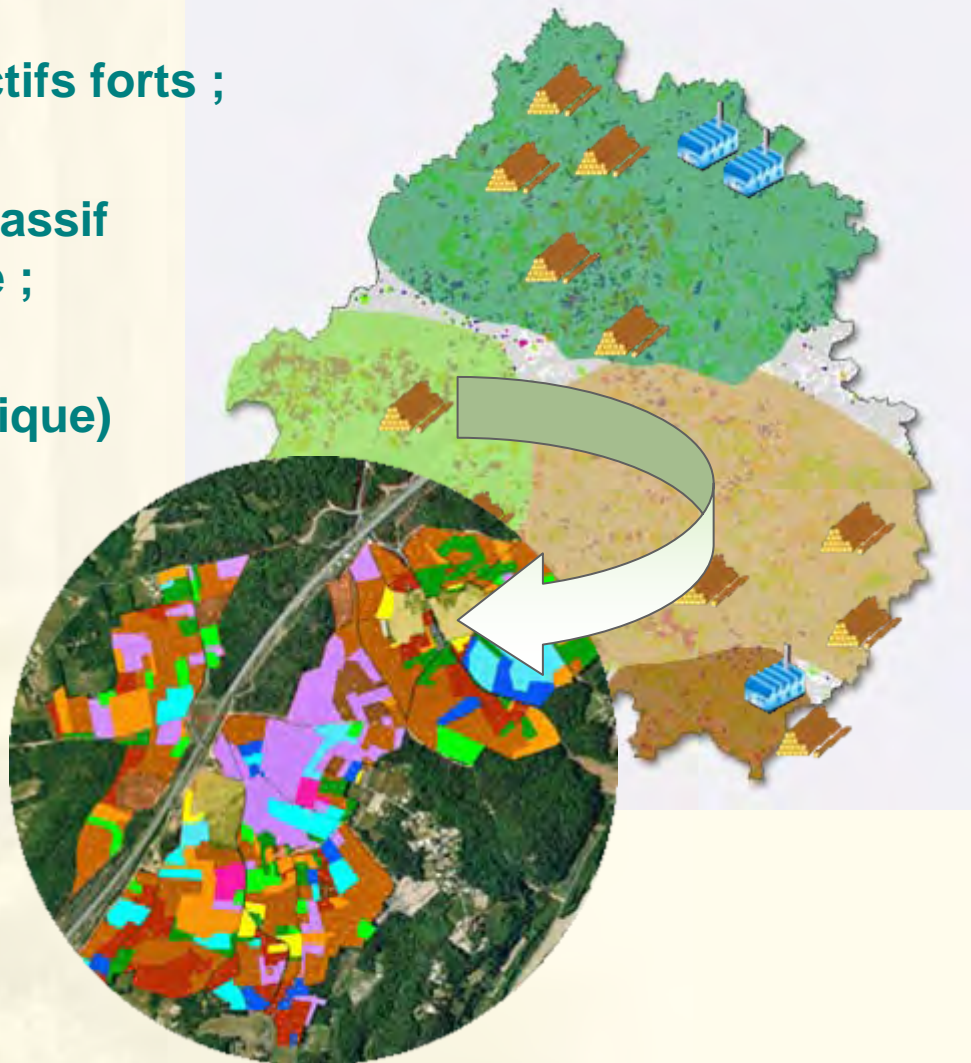 ctifs forts ;
assif
e ;
ique)